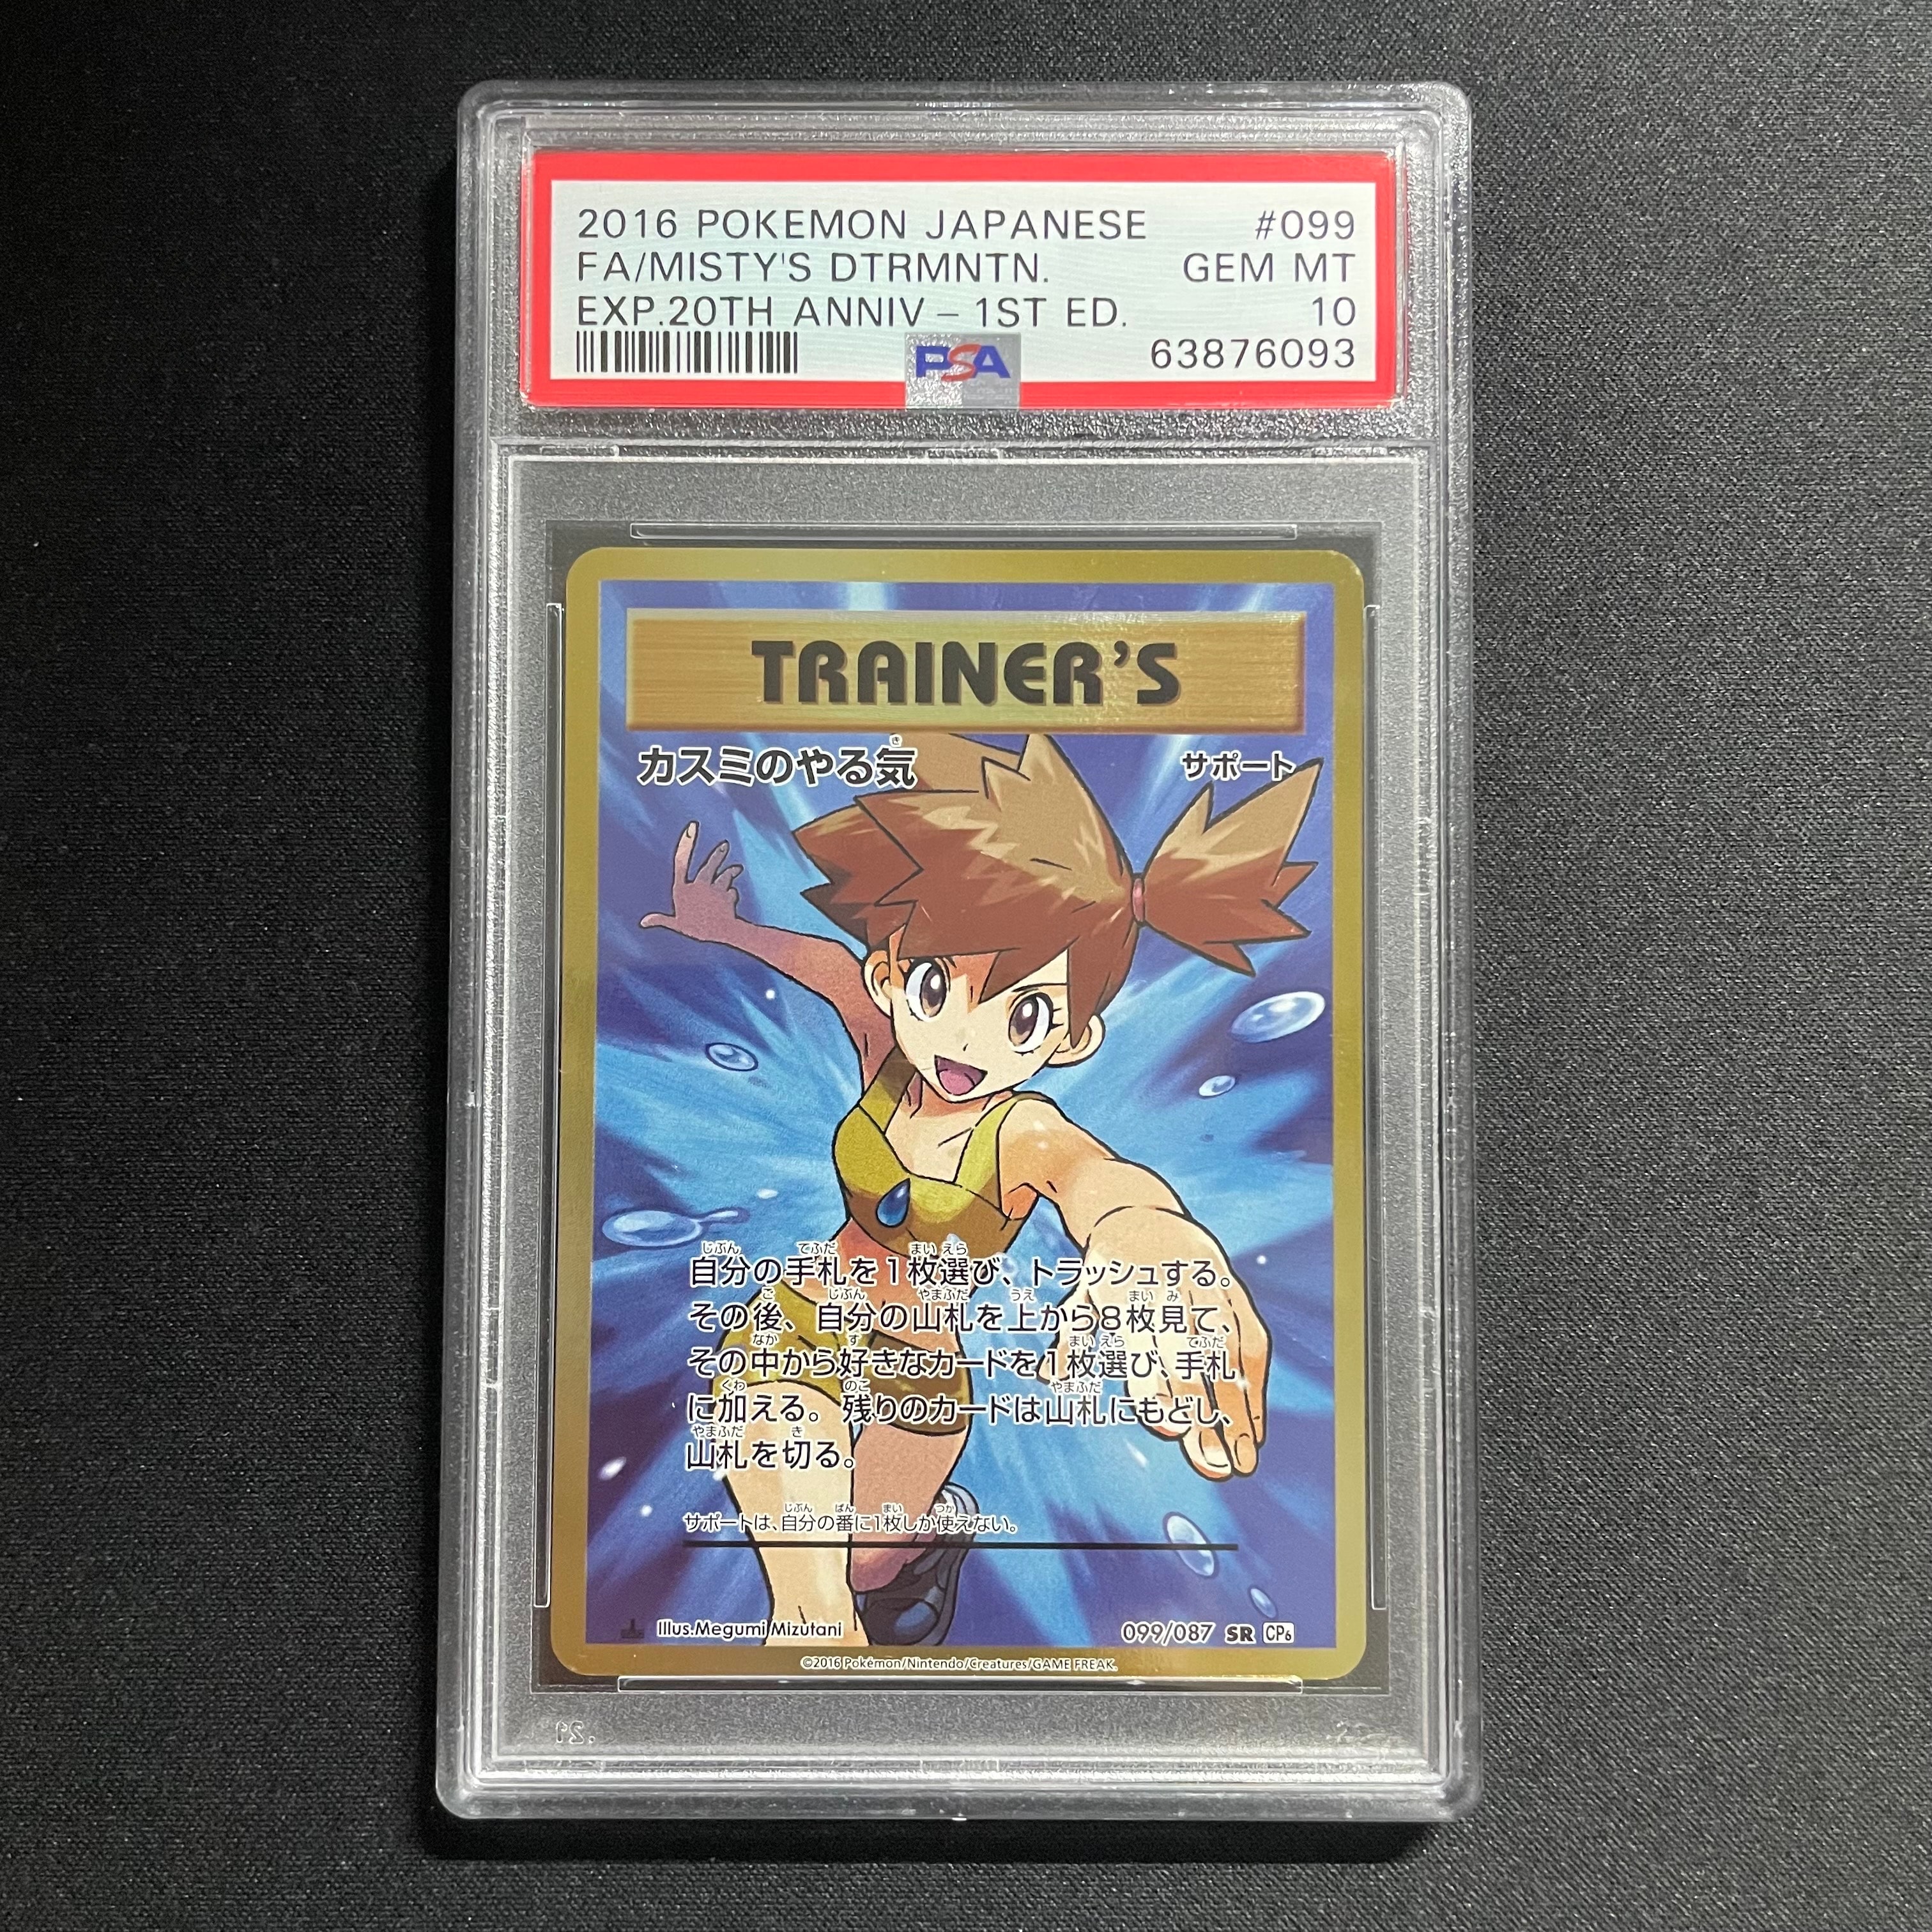 2016 POKEMON JAPANESE #099
FA/MISTY'S DTRMNTN. GEM MT
EXP.20TH ANNIV – 1ST ED. 10
PSA 63876093
TRAINER'S
カスミのやる気 サポート
自分の手札を1枚選び、トラッシュする。
その後、自分の山札を上から8枚見て、
その中から好きなカードを1枚選び、手札
に加える。残りのカードは山札にもどし、
山札を切る。
サポートは、自分の番に1枚しか使えない。
Illus.Megumi Mizutani 099/087 SR CP6
©2016 Pokémon/Nintendo/Creatures/GAME FREAK.